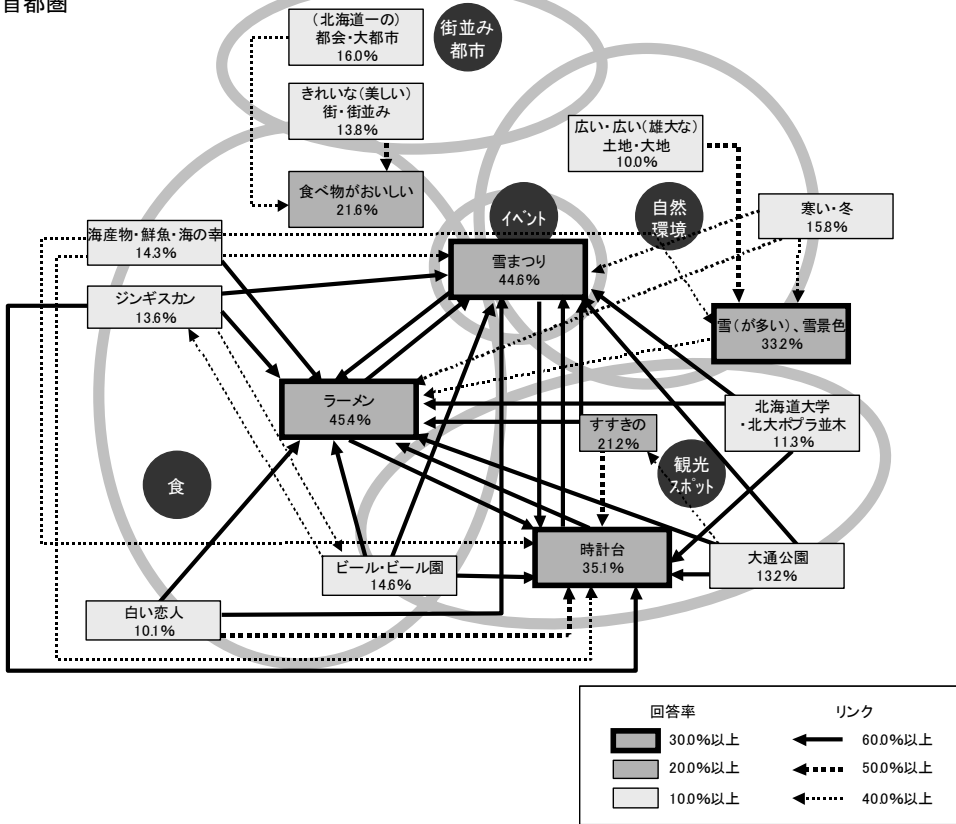 首都圏
(北海道一の)
都会・大都市
16.0%
街並み
都市
きれいな(美しい)
街・街並み
13.8%
広い・広い(雄大な)
土地・大地
10.0%
食べ物がおいしい
21.6%
イベント
自然
環境
寒い・冬
15.8%
海産物・鮮魚・海の幸
14.3%
雪まつり
44.6%
ジンギスカン
13.6%
雪(が多い)、雪景色
33.2%
ラーメン
45.4%
北海道大学
・北大ポプラ並木
11.3%
すすきの
21.2%
観光
スポット
食
時計台
35.1%
大通公園
13.2%
ビール・ビール園
14.6%
白い恋人
10.1%
回答率
リンク
30.0%以上
60.0%以上
20.0%以上
50.0%以上
10.0%以上
40.0%以上